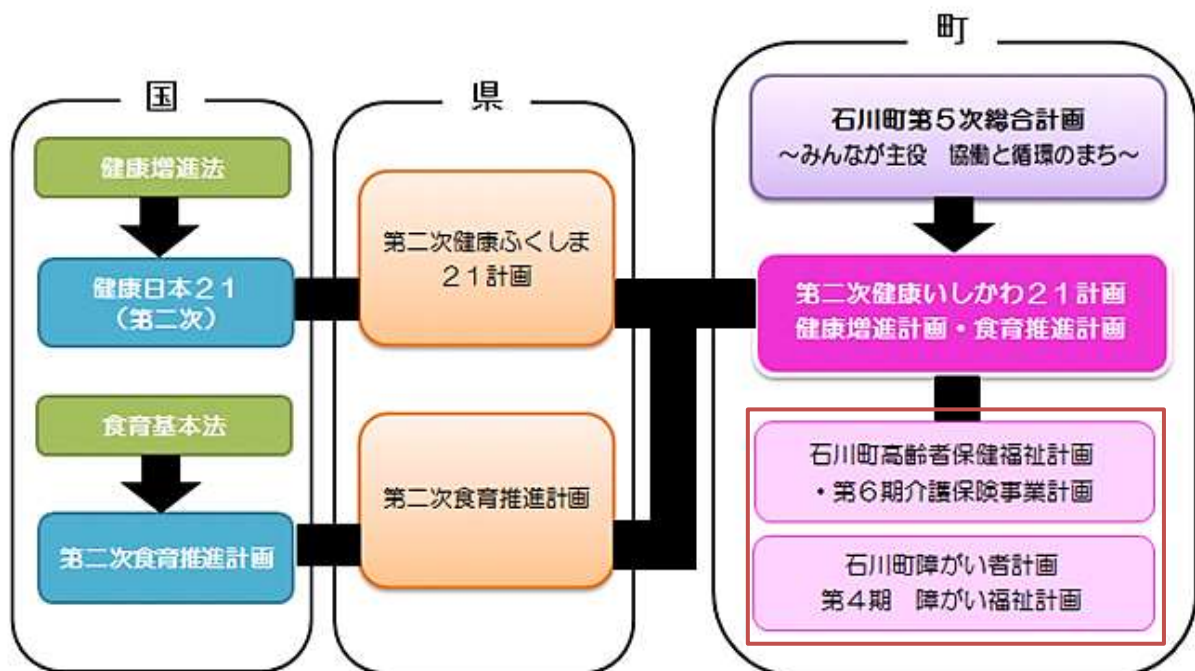 国
健康増進法
健康日本２１
（第二次）
食育基本法
第二次食育推進計画
県
第二次健康ふくしま
２１計画
第二次食育推進計画
町
石川町第５次総合計画
～みんなが主役　協働と循環のまち～
第二次健康いしかわ２１計画
健康増進計画・食育推進計画
石川町高齢者保健福祉計画
・第６期介護保険事業計画
石川町障がい者計画
第４期　障がい福祉計画